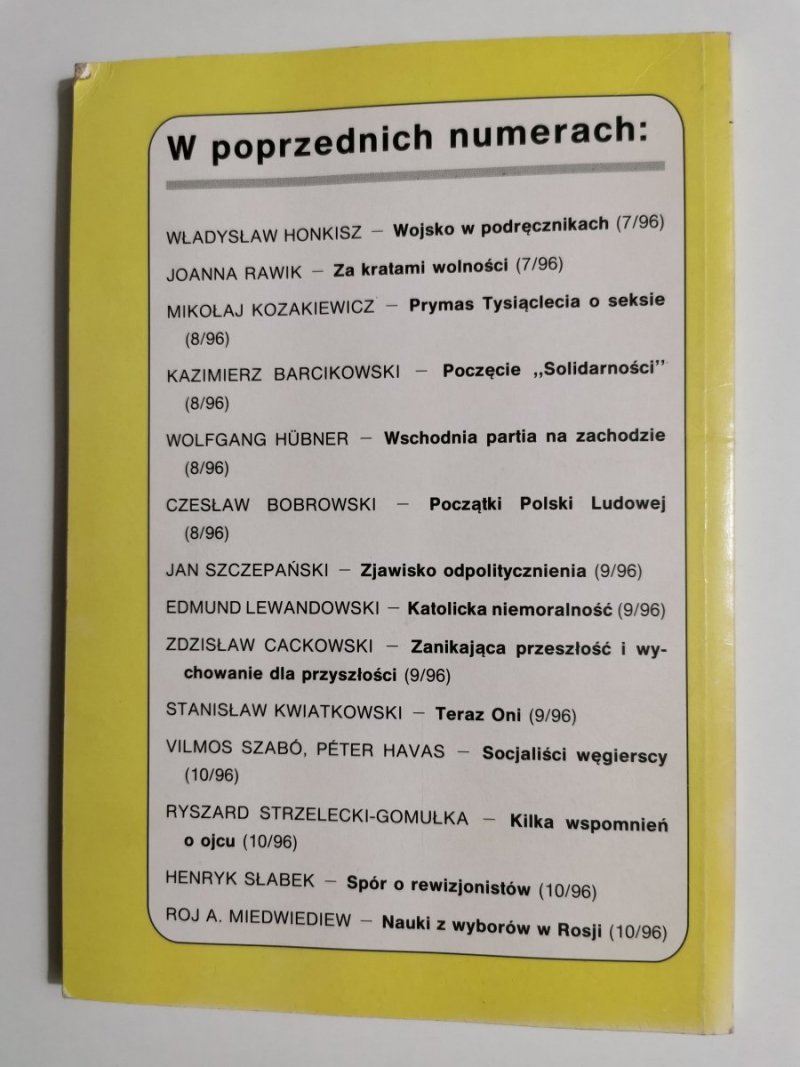 W poprzednich numerach:
WŁADYSŁAW HONKISZ – Wojsko w podręcznikach (7/96)
JOANNA RAWIK – Za kratami wolności (7/96)
MIKOŁAJ KOZAKIEWICZ – Prymas Tysiąclecia o seksie
(8/96)
KAZIMIERZ BARCIKOWSKI – Poczęcie ,,Solidarności"
(8/96)
WOLFGANG HÜBNER – Wschodnia partia na zachodzie
(8/96)
CZESŁAW BOBROWSKI – Początki Polski Ludowej
(8/96)
JAN SZCZEPAŃSKI – Zjawisko odpolitycznienia (9/96)
EDMUND LEWANDOWSKI – Katolicka niemoralność (9/96)
ZDZISŁAW CACKOWSKI – Zanikająca przeszłość i wy-
chowanie dla przyszłości (9/96)
STANISŁAW KWIATKOWSKI – Teraz Oni (9/96)
VILMOS SZABÓ, PÉTER HAVAS – Socjaliści węgierscy
(10/96)
RYSZARD STRZELECKI-GOMUŁKA – Kilka wspomnień
o ojcu (10/96)
HENRYK SŁABEK – Spór o rewizjonistów (10/96)
ROJ A. MIEDWIEDIEW – Nauki z wyborów w Rosji (10/96)